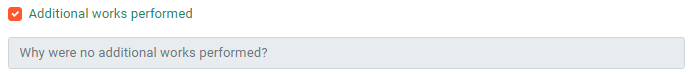 Additional works performed
Why were no additional works performed?